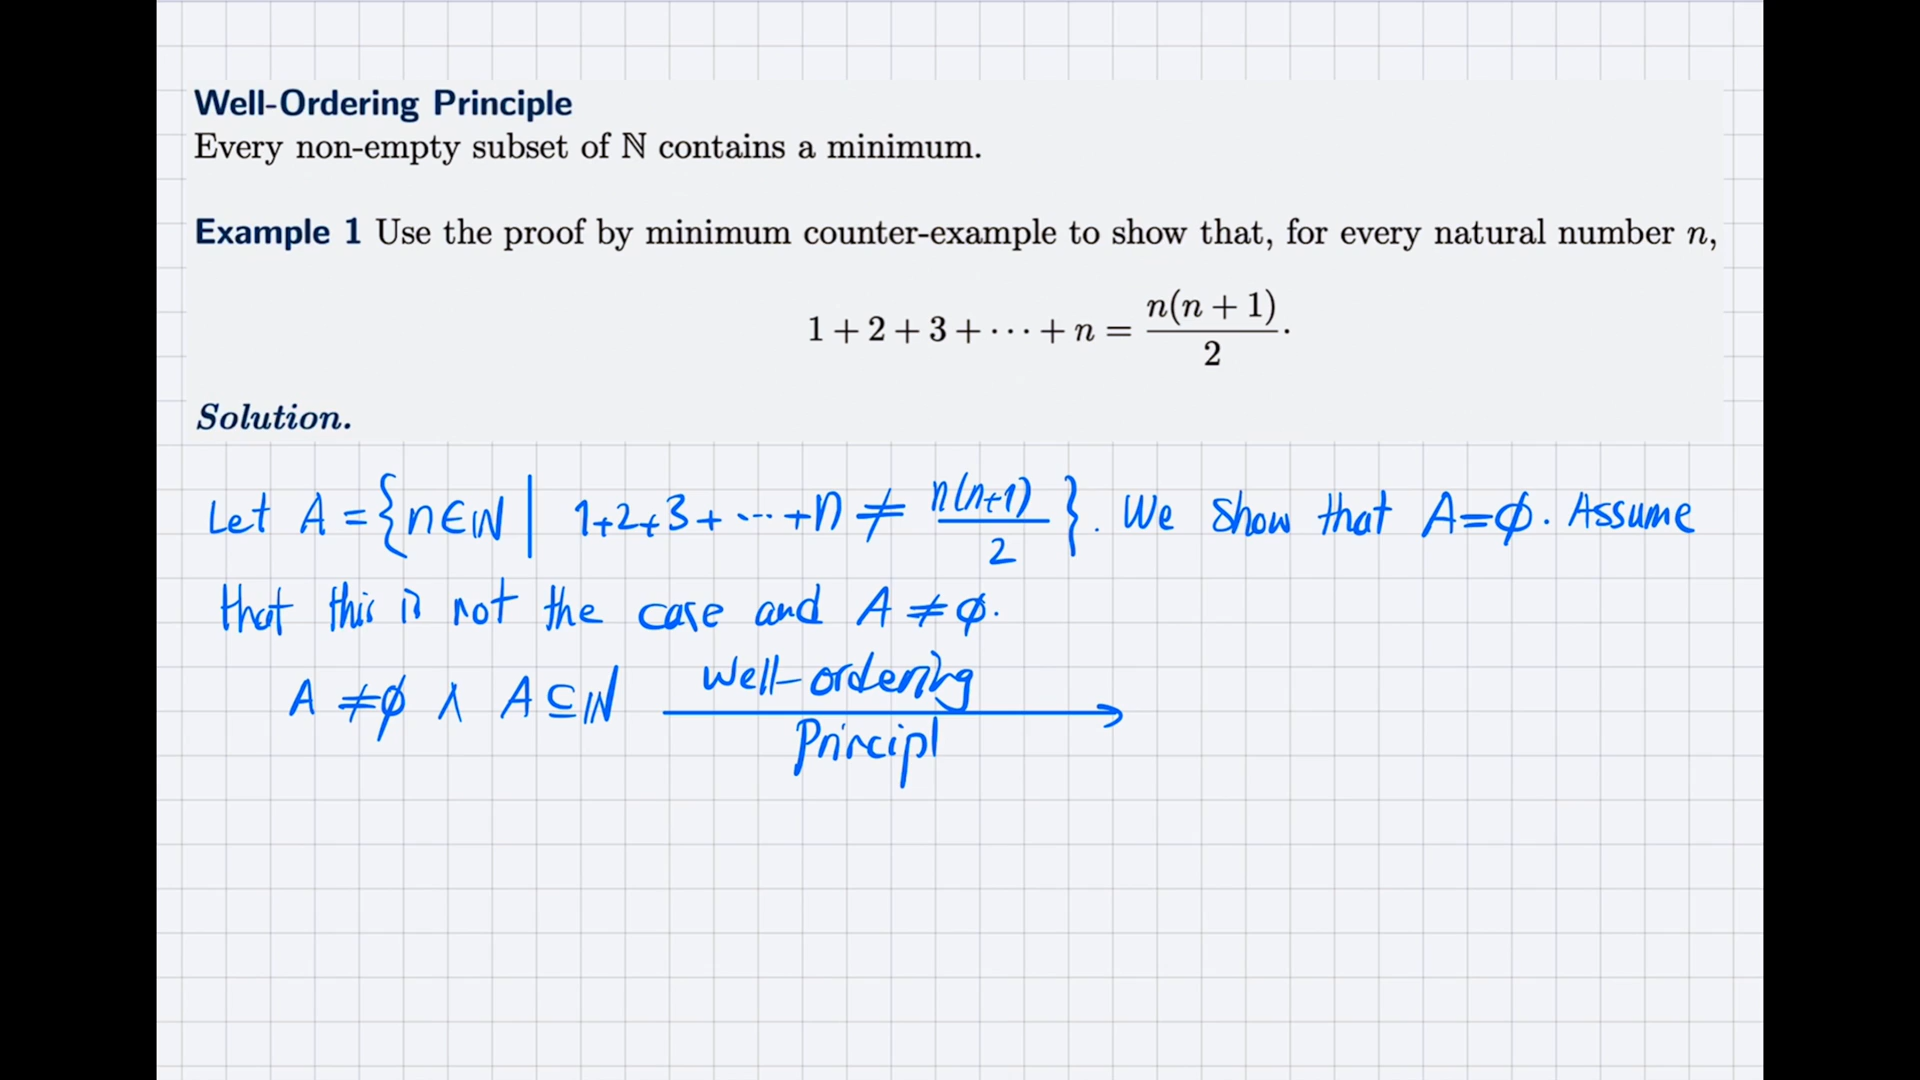 Well-Ordering Principle
Every non-empty subset of ℕ contains a minimum.
Example 1 Use the proof by minimum counter-example to show that, for every natural number n,
1 + 2 + 3 + ⋯ + n = n(n + 1)/2.
Solution.
Let A = {n∈ℕ | 1+2+3+ ⋯ +n ≠ n(n+1)/2}. We show that A=∅. Assume
that this is not the case and A ≠ ∅.
A ≠ ∅ ∧ A ⊆ ℕ well-ordering →
Principl